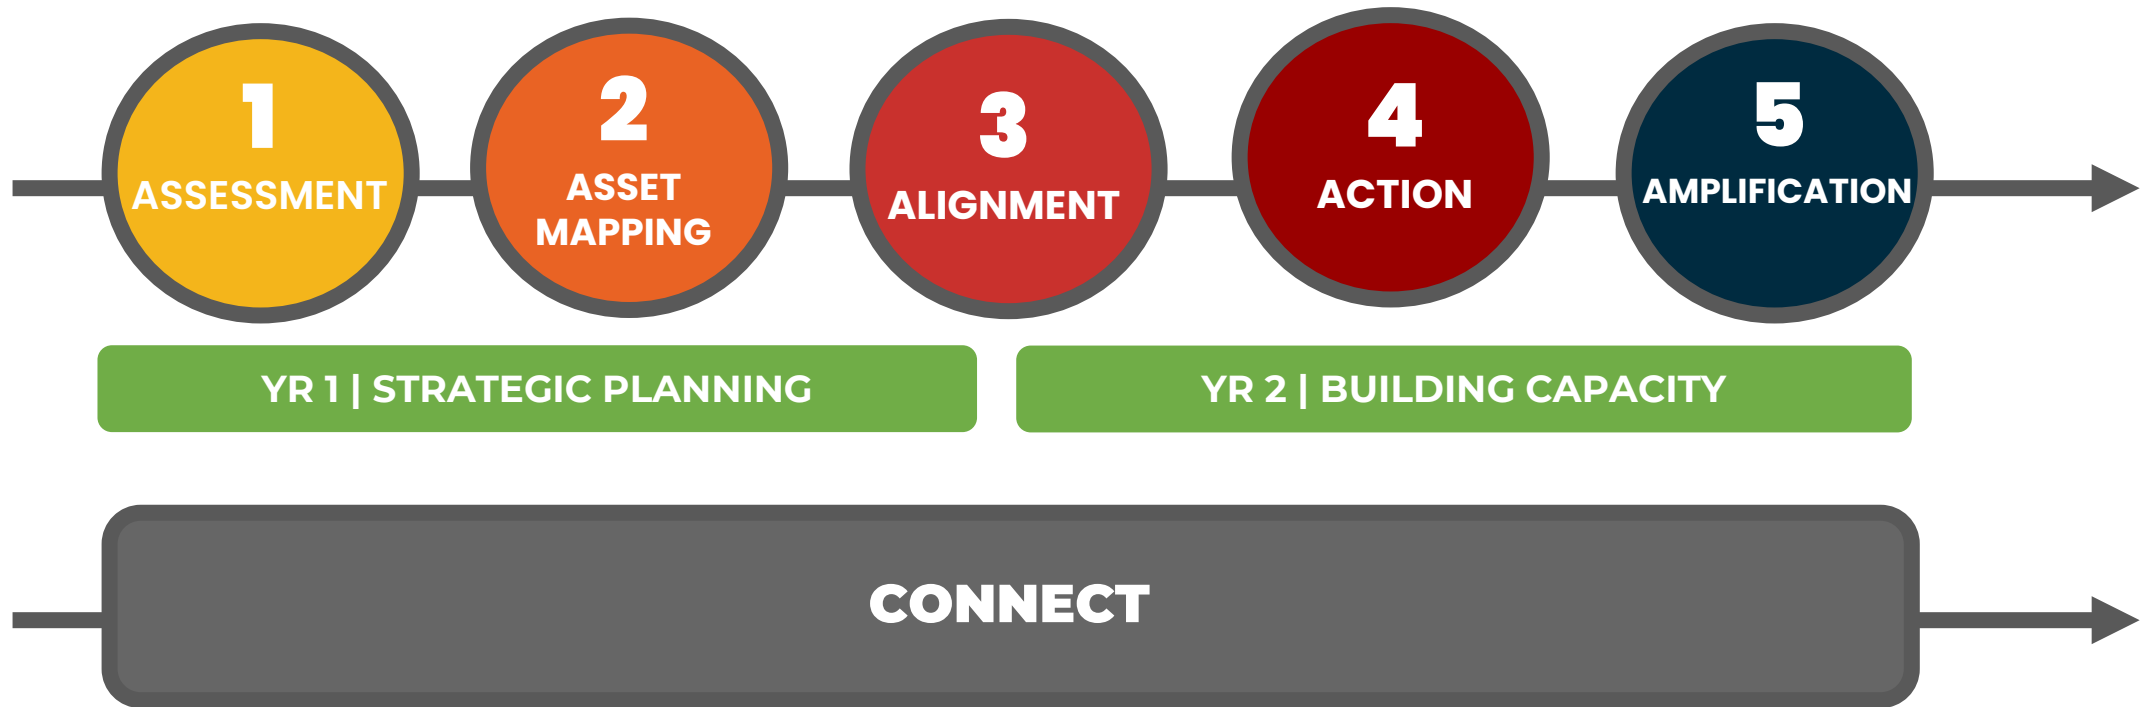 1
ASSESSMENT
2
ASSET
MAPPING
3
ALIGNMENT
4
ACTION
5
AMPLIFICATION
YR 1 | STRATEGIC PLANNING
YR 2 | BUILDING CAPACITY
CONNECT